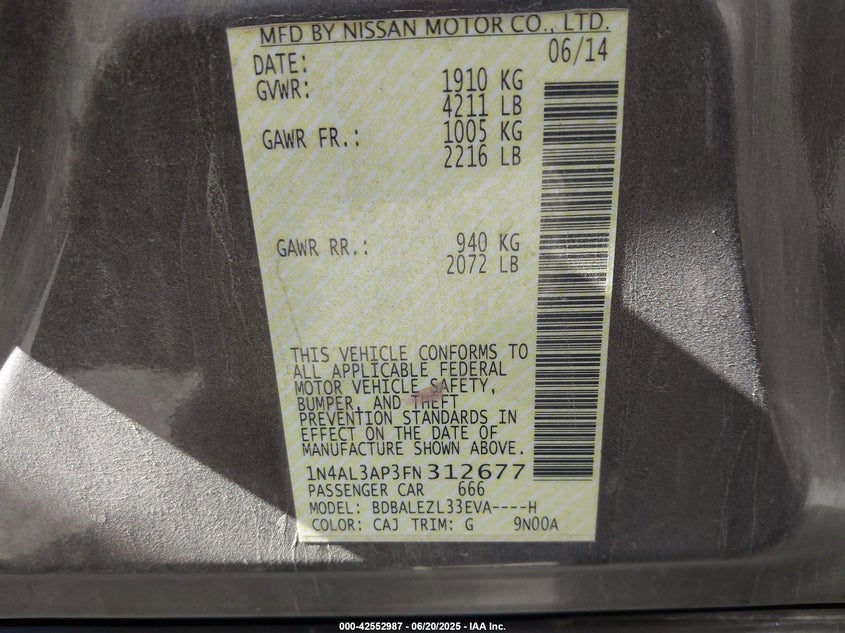 MFD BY NISSAN MOTOR CO., LTD.
DATE: 06/14
GVWR: 1910 KG
4211 LB
GAWR FR.: 1005 KG
2216 LB
GAWR RR.: 940 KG
2072 LB
THIS VEHICLE CONFORMS TO
ALL APPLICABLE FEDERAL
MOTOR VEHICLE SAFETY,
BUMPER, AND THEFT
PREVENTION STANDARDS IN
EFFECT ON THE DATE OF
MANUFACTURE SHOWN ABOVE.
1N4AL3AP3FN312677
PASSENGER CAR 666
MODEL: BDBALEZL33EVA----H
COLOR: CAJ TRIM: G 9N00A
000-42552987 - 06/20/2025 - IAA Inc.